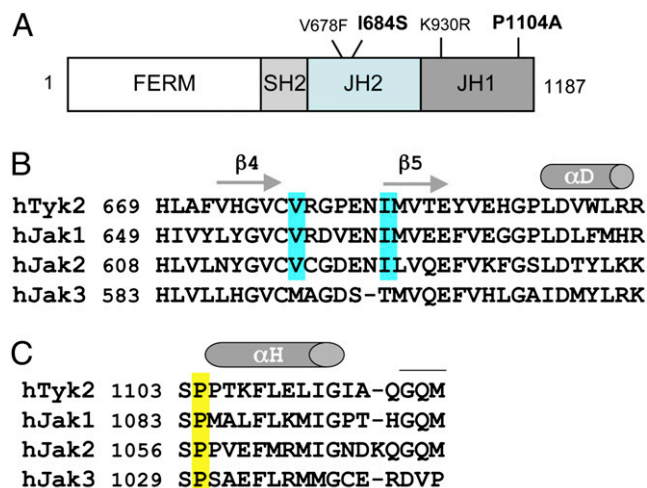 A
V678F I684S K930R P1104A
1 FERM SH2 JH2 JH1 1187
B
β4 β5 αD
hTyk2 669 HLAFVHGVCVRGPENIMVTEYVEHGPLDVWLRR
hJak1 649 HIVYLYGVCVRDVENIMVEEFVEGGPLDLFMHR
hJak2 608 HLVLNYGVCVCGDENILVQEFVKFGSLDTYLKK
hJak3 583 HLVLLHGVCMAGDS-TMVQEFVHLGAIDMYLRK
C
αH
hTyk2 1103 SPPTKFLELIGIA-QGQM
hJak1 1083 SPMALFLKMIGPT-HGQM
hJak2 1056 SPPVEFMRMIGNDKQGQM
hJak3 1029 SPSAEFLRMMGCE-RDVP